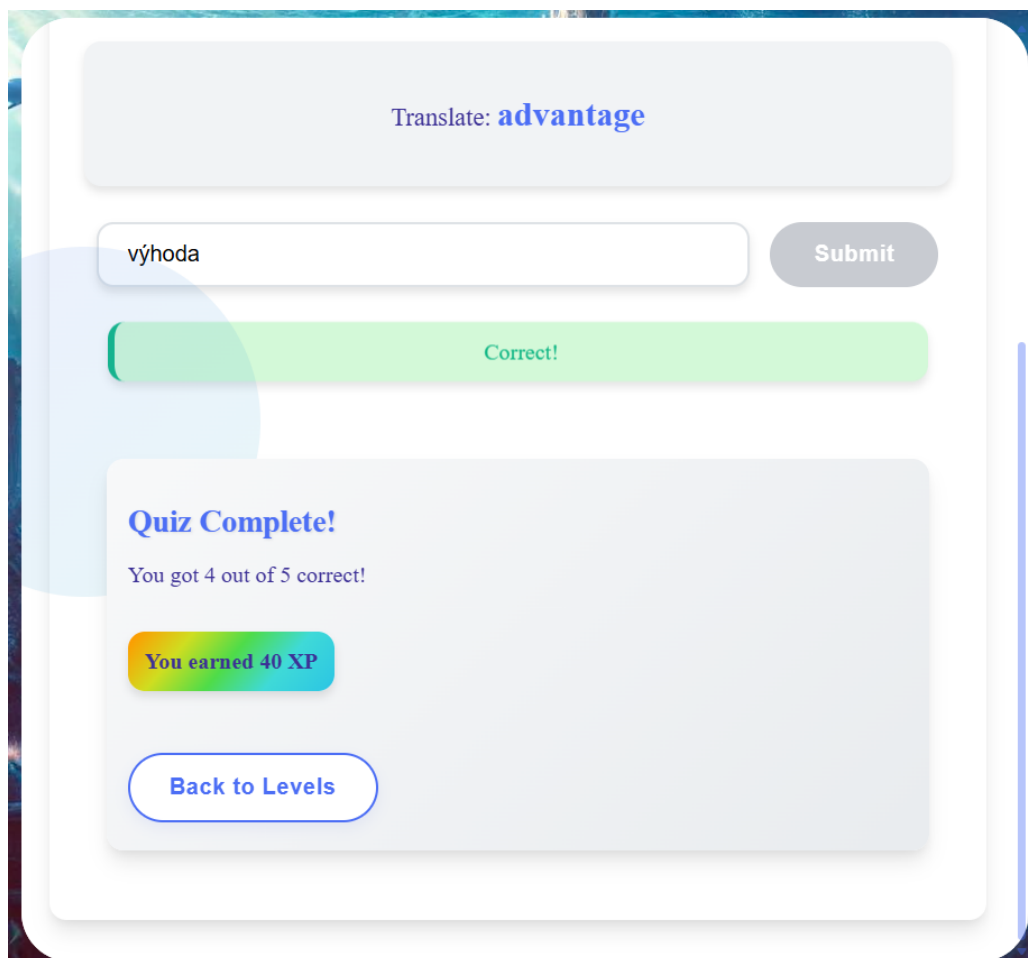 Translate: advantage
výhoda
Submit
Correct!
Quiz Complete!
You got 4 out of 5 correct!
You earned 40 XP
Back to Levels